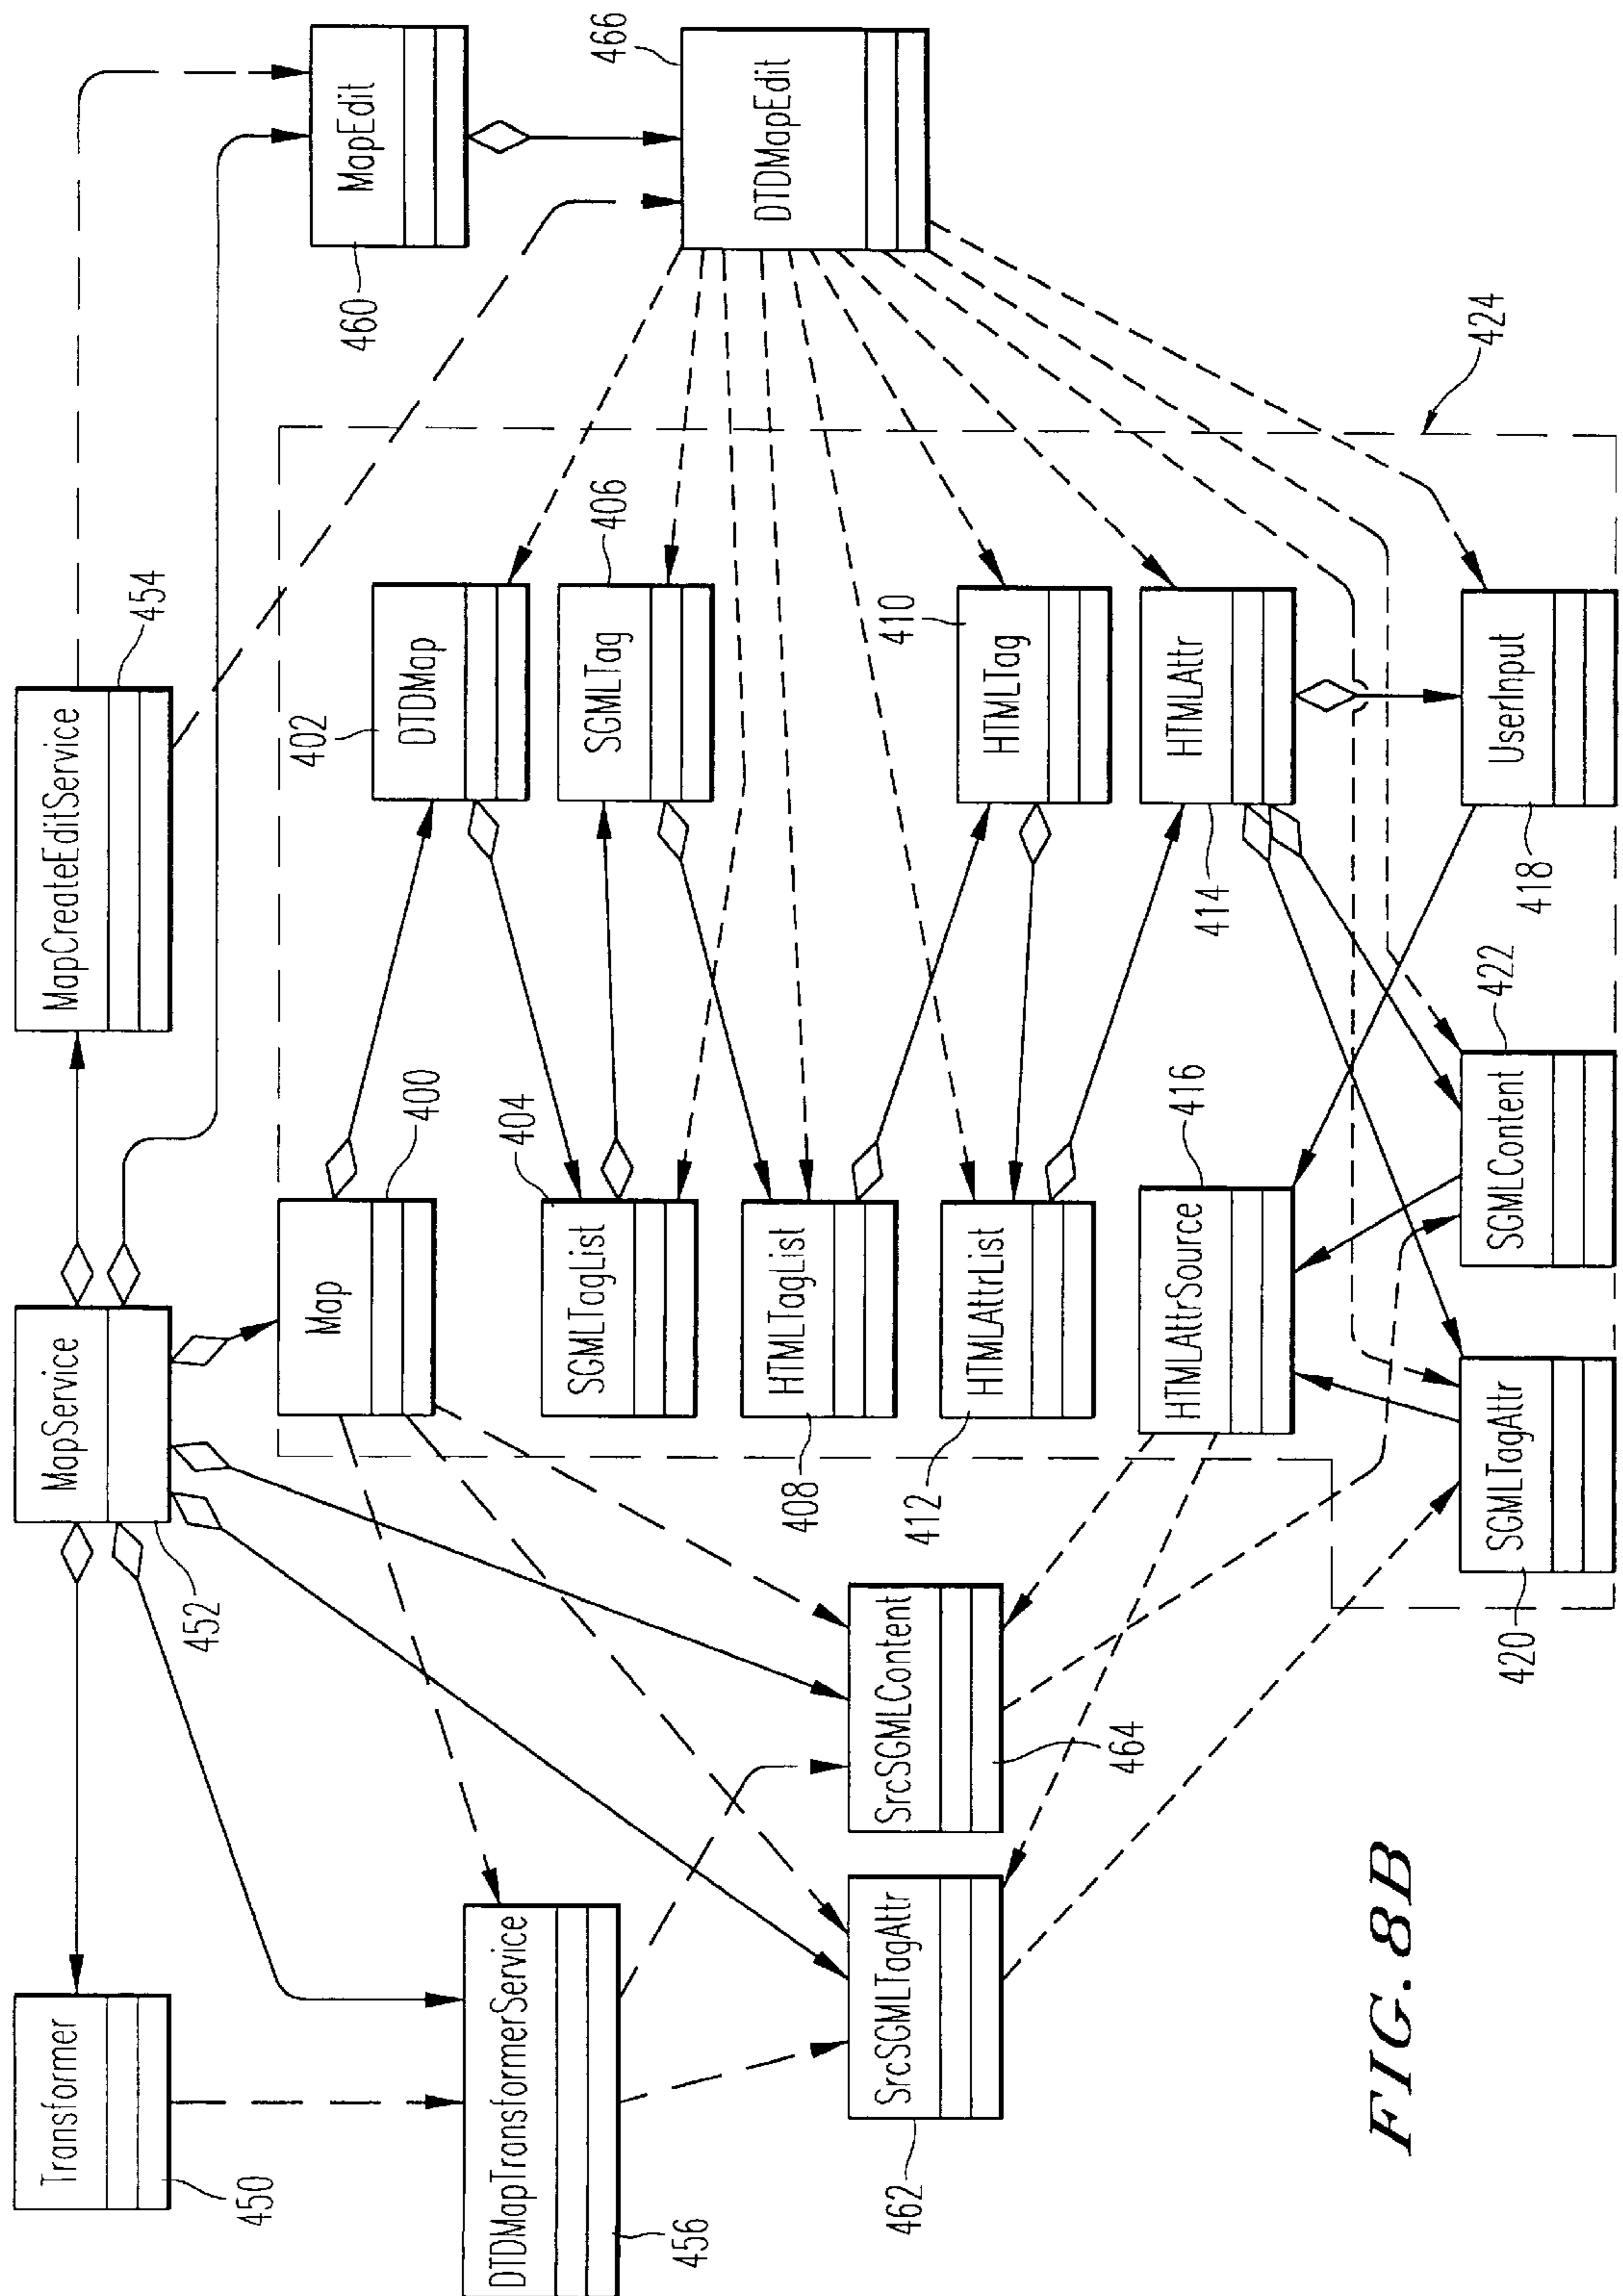 Transformer
450
MapService
452
MapCreateEditService
454
MapEdit
460
DTDMapEdit
466
DTDMapTransformerService
456
Map
400
DTDMap
402
SGMLTagList
404
SGMLTag
406
HTMLTagList
408
HTMLTag
410
HTMLAttrList
412
HTMLAttr
414
HTMLAttrSource
416
UserInput
418
SGMLTagAttr
420
SGMLContent
422
424
SrcSGMLTagAttr
462
SrcSGMLContent
464
FIG. 8B